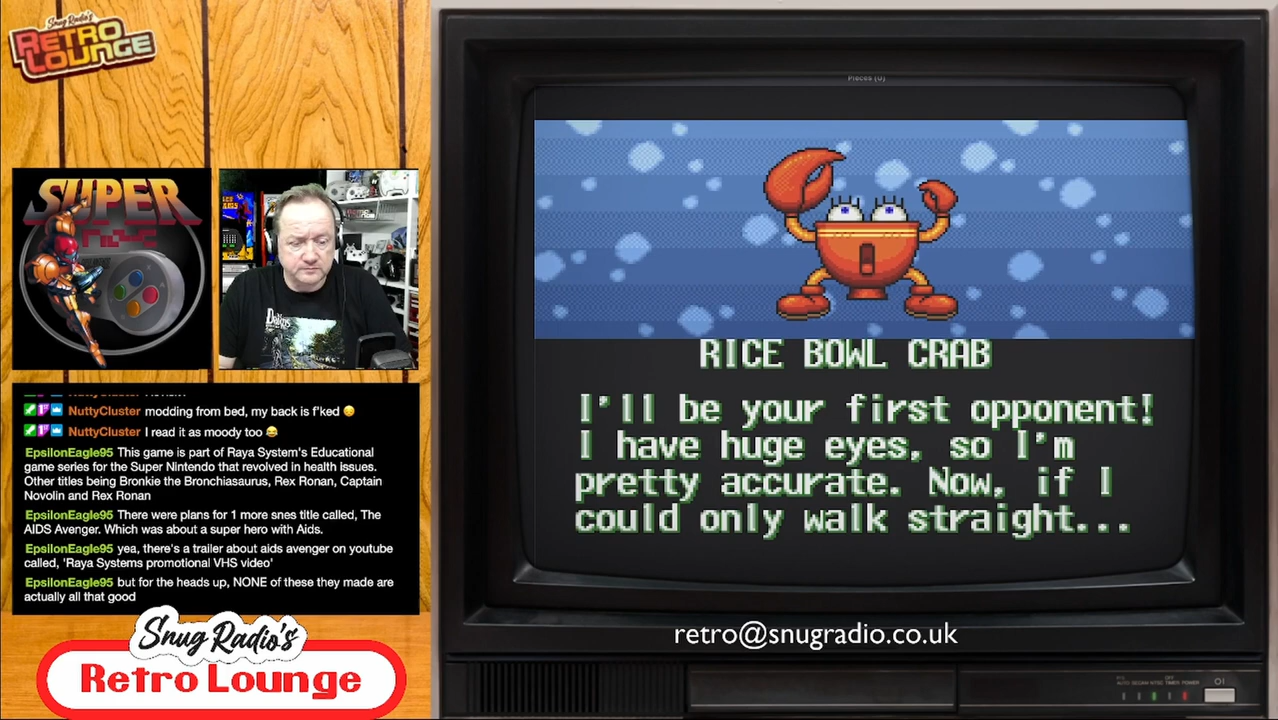 Snug Radio's
RETRO
LOUNGE
Pieces (U)
SUPER
RICE BOWL CRAB
I'll be your first opponent!
I have huge eyes, so I'm
pretty accurate. Now, if I
could only walk straight...
NuttyCluster modding from bed, my back is f'ked
NuttyCluster I read it as moody too
EpsilonEagle95 This game is part of Raya System's Educational
game series for the Super Nintendo that revolved in health issues.
Other titles being Bronkie the Bronchiasaurus, Rex Ronan, Captain
Novolin and Rex Ronan
EpsilonEagle95 There were plans for 1 more snes title called, The
AIDS Avenger. Which was about a super hero with Aids.
EpsilonEagle95 yea, there's a trailer about aids avenger on youtube
called, 'Raya Systems promotional VHS video'
EpsilonEagle95 but for the heads up, NONE of these they made are
actually all that good
Snug Radio's
Retro Lounge
retro@snugradio.co.uk